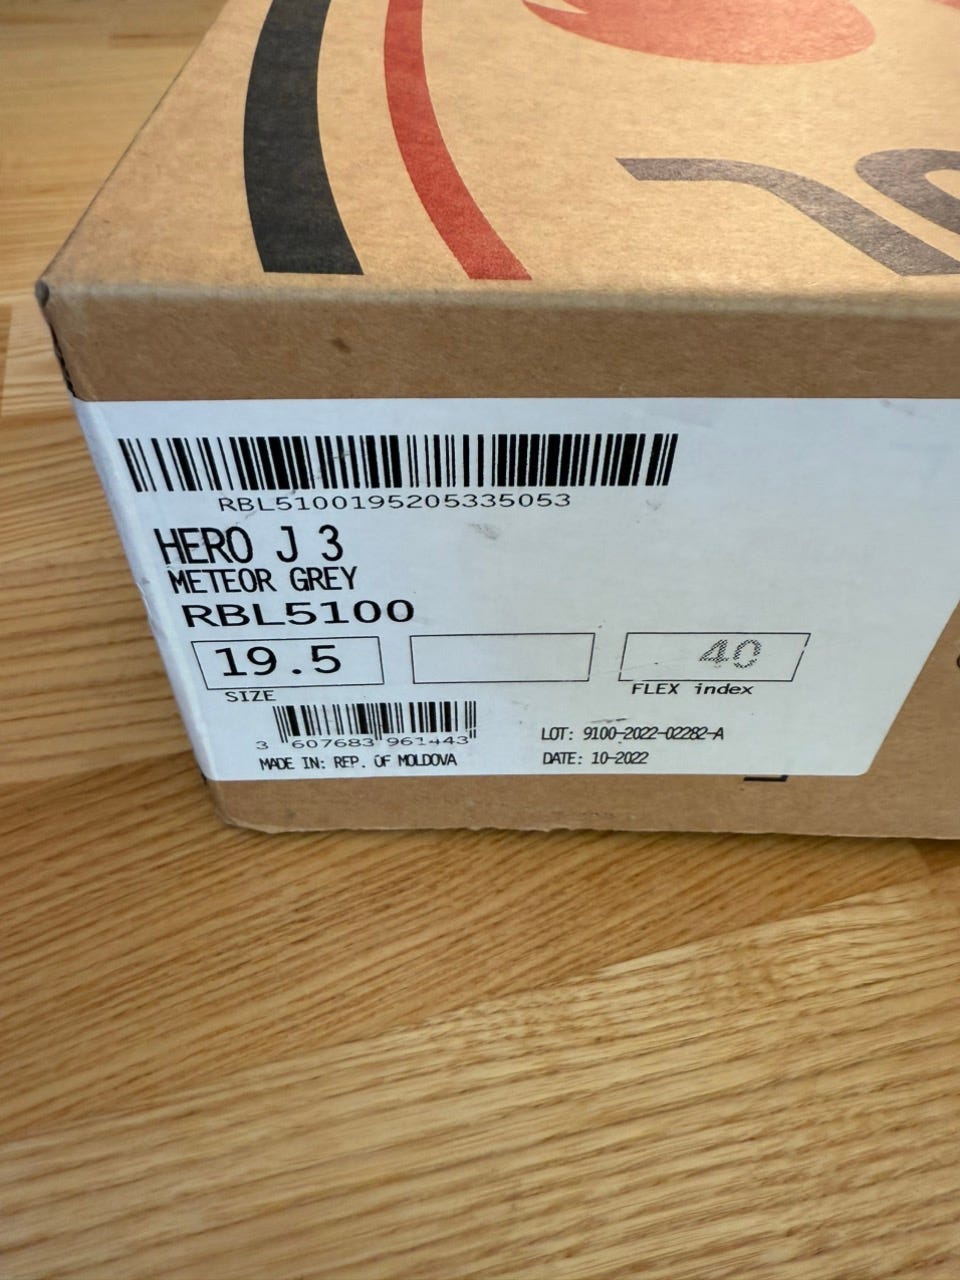 RBL5100195205335053
HERO J 3
METEOR GREY
RBL5100
19.5
40
SIZE
FLEX index
3 607683 961443
LOT: 9100-2022-02282-A
MADE IN: REP. OF MOLDOVA
DATE: 10-2022